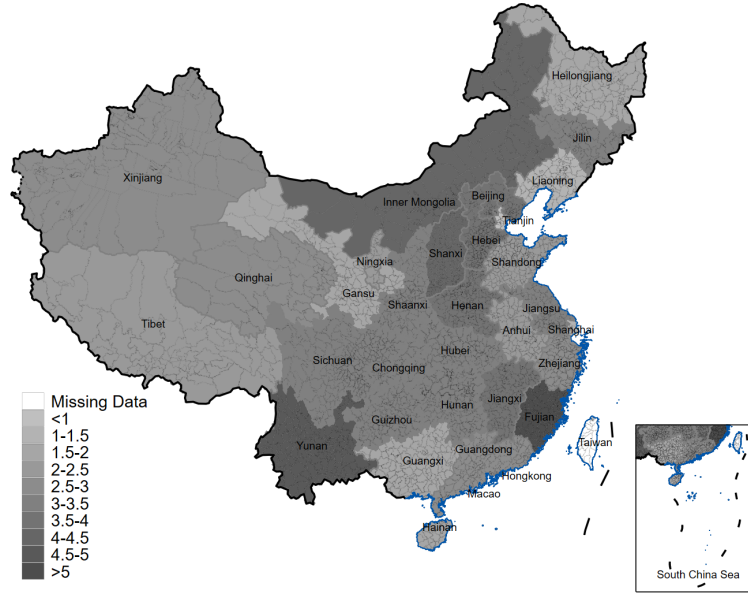 Heilongjiang
Jilin
Xinjiang
Liaoning
Inner Mongolia
Beijing
Tianjin
Hebei
Shanxi
Ningxia
Shandong
Qinghai
Gansu
Shaanxi
Henan
Jiangsu
Tibet
Anhui
Shanghai
Hubei
Sichuan
Chongqing
Zhejiang
Jiangxi
Hunan
Guizhou
Fujian
Yunan
Guangdong
Taiwan
Guangxi
Hongkong
Macao
Hainan
Missing Data
<1
1-1.5
1.5-2
2-2.5
2.5-3
3-3.5
3.5-4
4-4.5
4.5-5
>5
South China Sea